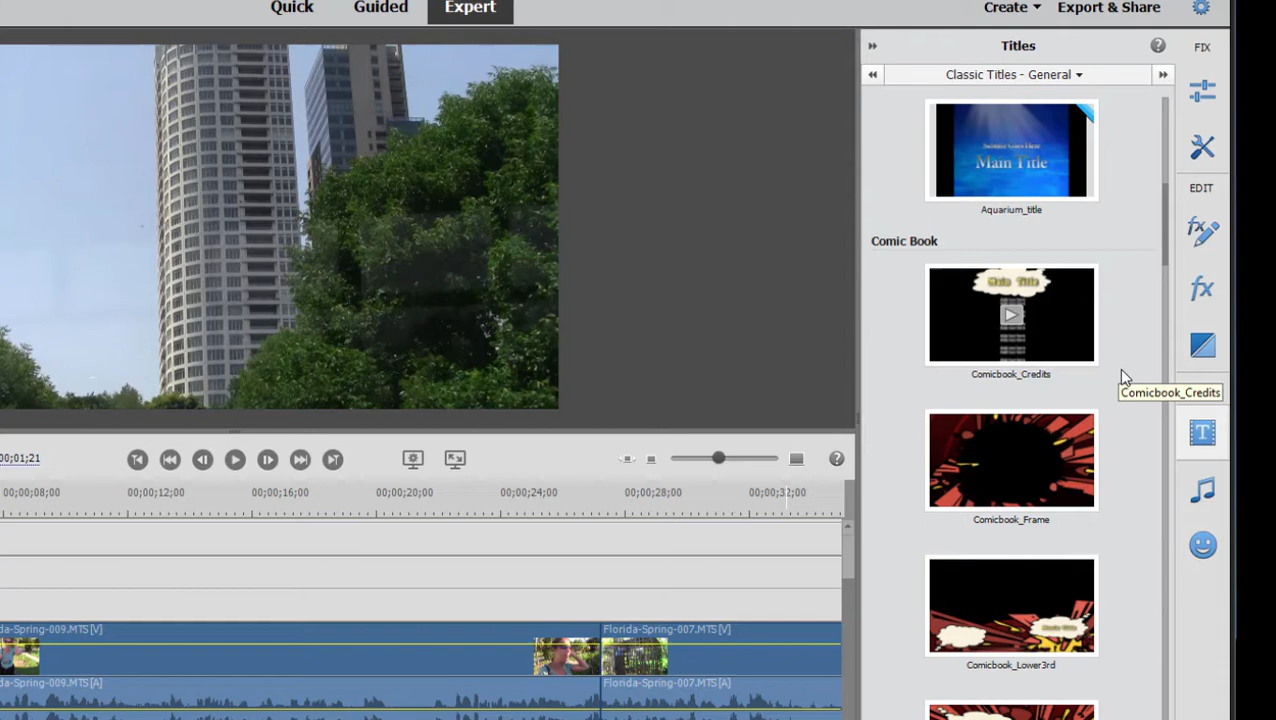 Quick Guided Expert Create Export & Share
Titles
FIX
Classic Titles - General
Main Title
Aquarium_title
EDIT
Comic Book
Main Title
Comicbook_Credits
Comicbook_Credits
Comicbook_Frame
T
Comicbook_Lower3rd
00;01;21
00;00;08;00 00;00;12;00 00;00;16;00 00;00;20;00 00;00;24;00 00;00;28;00 00;00;32;00
da-Spring-009.MTS[V] Florida-Spring-007.MTS[V]
da-Spring-009.MTS[A] Florida-Spring-007.MTS[A]